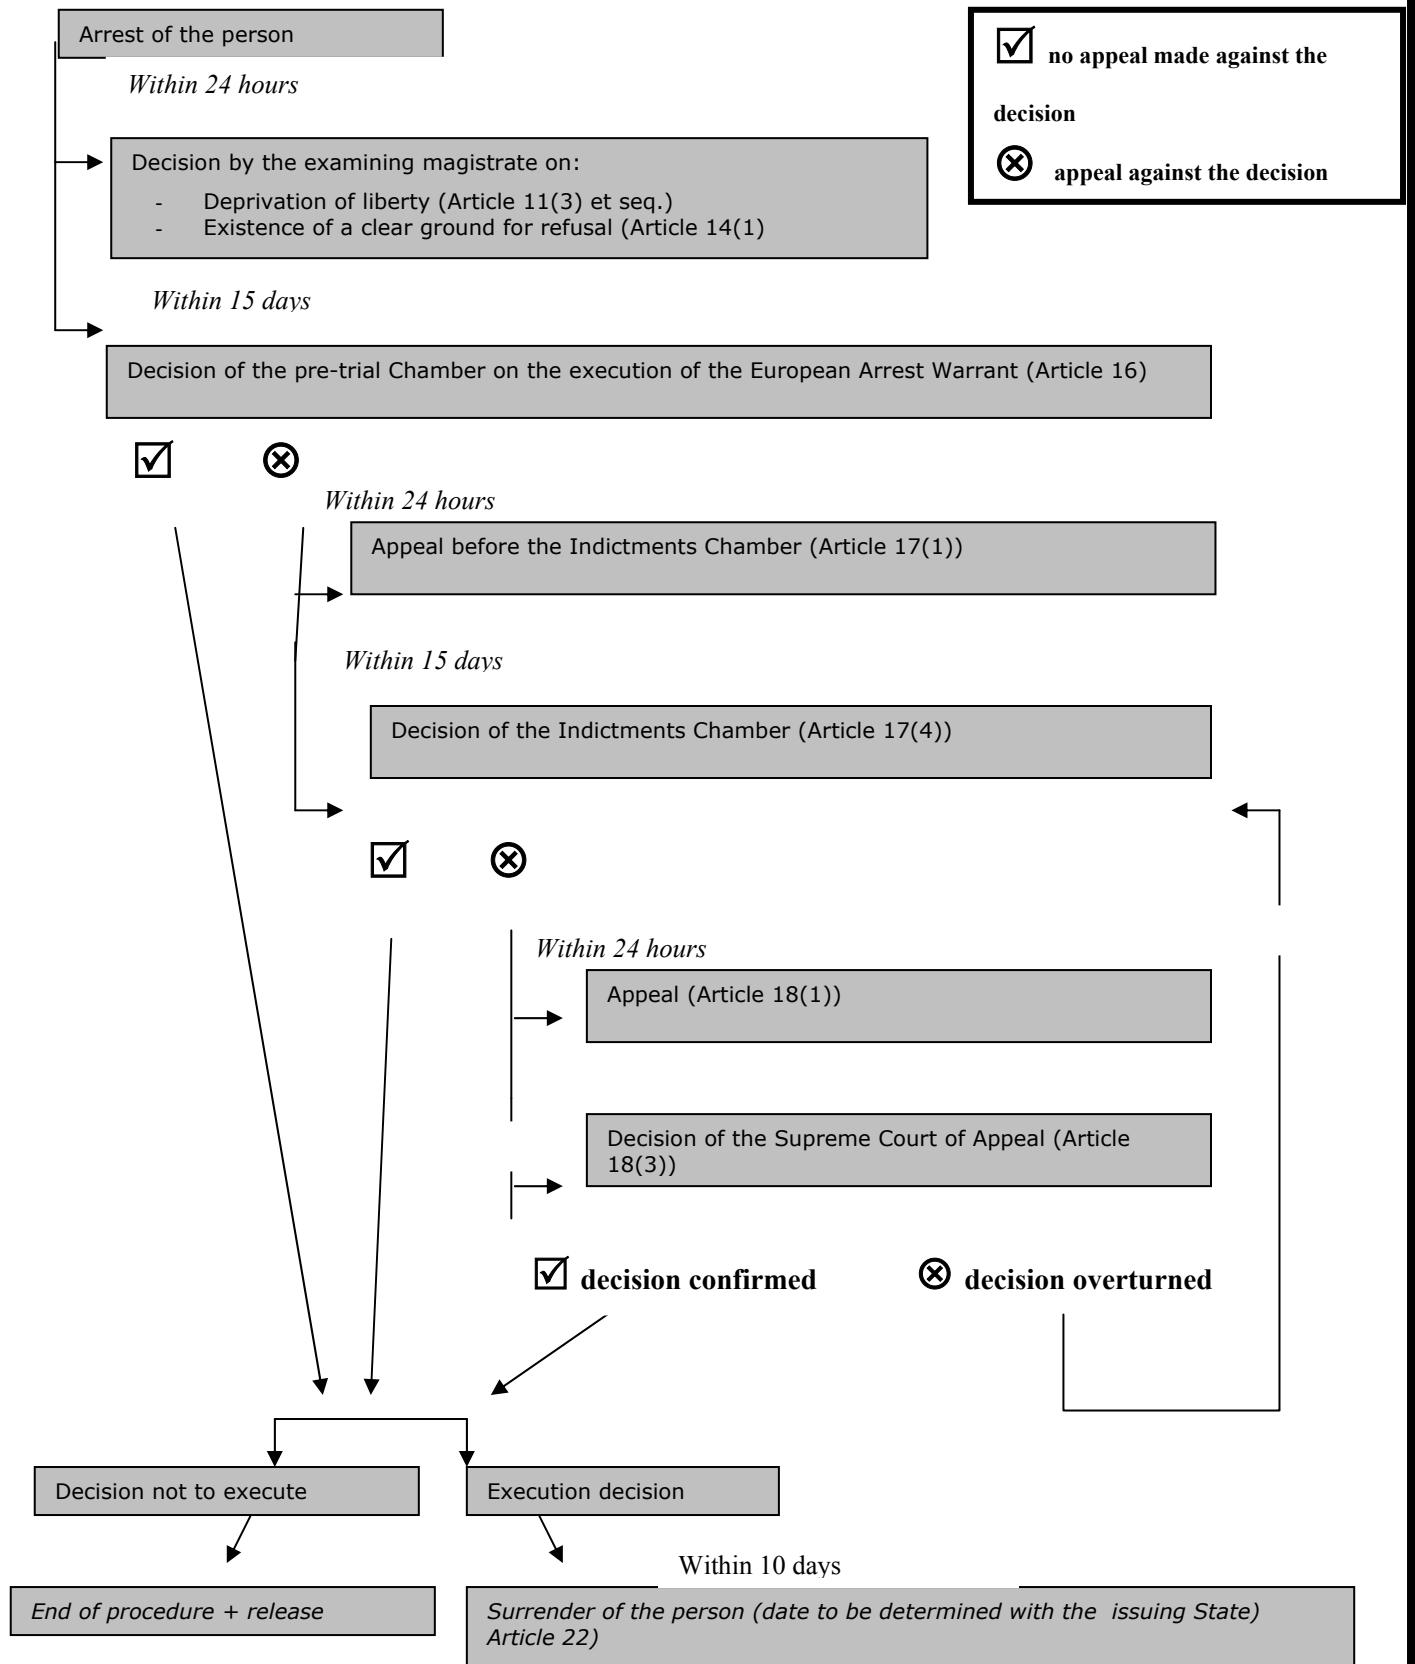 Arrest of the person
☑ no appeal made against the
decision
⊗ appeal against the decision
Within 24 hours
Decision by the examining magistrate on:
- Deprivation of liberty (Article 11(3) et seq.)
- Existence of a clear ground for refusal (Article 14(1)
Within 15 days
Decision of the pre-trial Chamber on the execution of the European Arrest Warrant (Article 16)
☑ ⊗
Within 24 hours
Appeal before the Indictments Chamber (Article 17(1))
Within 15 days
Decision of the Indictments Chamber (Article 17(4))
☑ ⊗
Within 24 hours
Appeal (Article 18(1))
Decision of the Supreme Court of Appeal (Article
18(3))
☑ decision confirmed ⊗ decision overturned
Decision not to execute
Execution decision
Within 10 days
End of procedure + release
Surrender of the person (date to be determined with the issuing State)
Article 22)